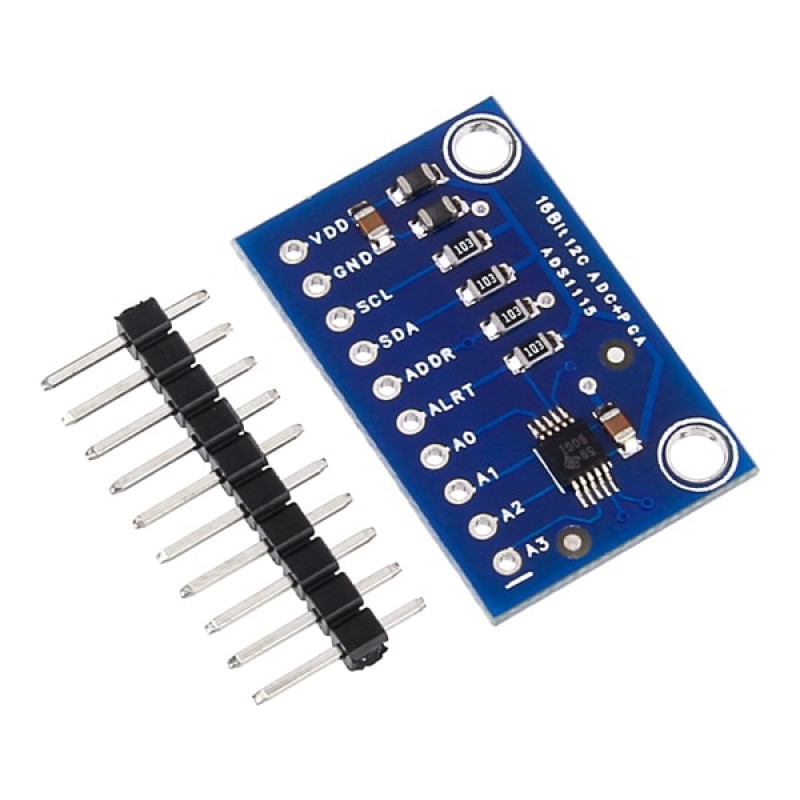 VDD
GND
SCL
SDA
ADDR
ALRT
A0
A1
A2
A3
103
103
103
103
16Bit I2C ADC+PGA
ADS1115
BOGI